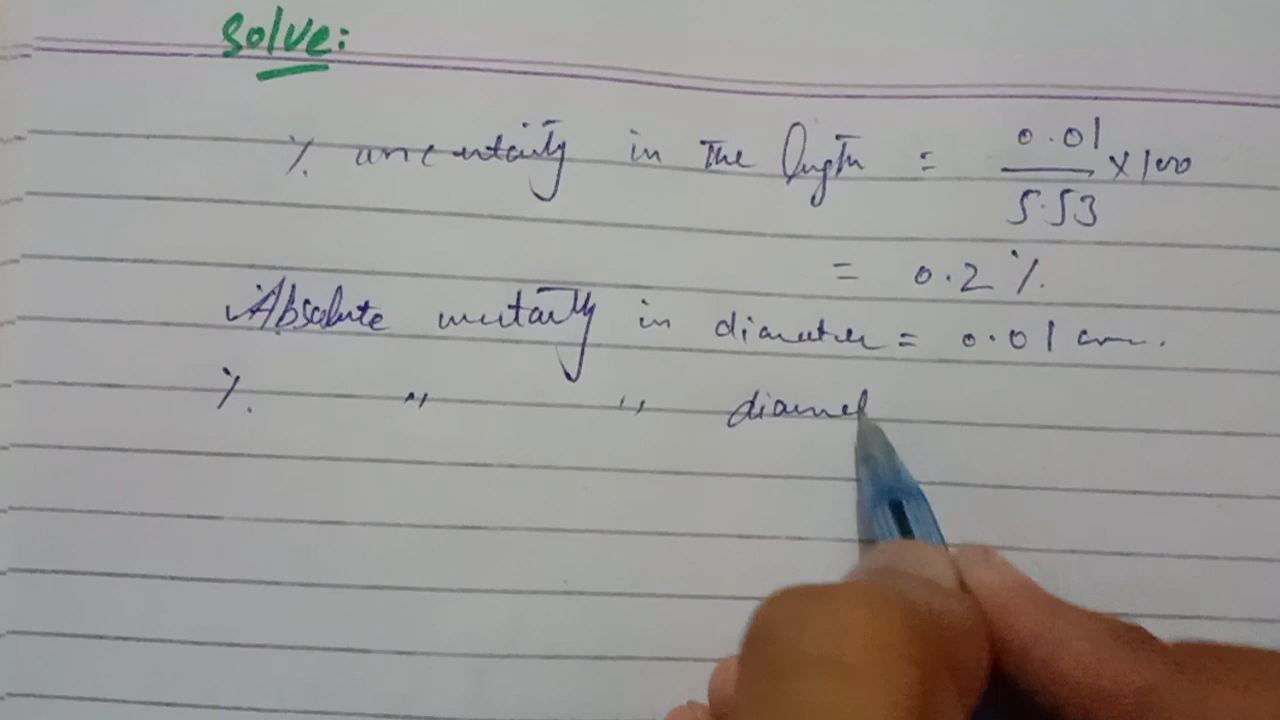 Solve:
% uncertainty in The length = 0.01/5.53 × 100
= 0.2 %.
Absolute uncertainty in diameter = 0.01 cm.
% " " diamet